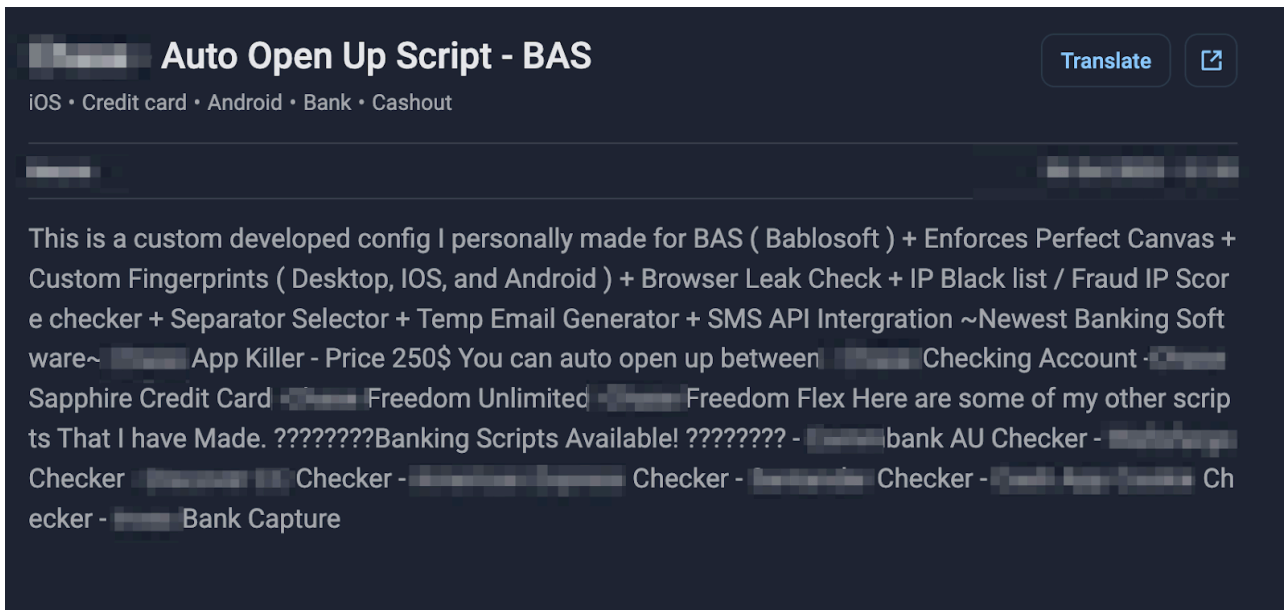 Auto Open Up Script - BAS
Translate
iOS • Credit card • Android • Bank • Cashout
This is a custom developed config I personally made for BAS ( Bablosoft ) + Enforces Perfect Canvas +
Custom Fingerprints ( Desktop, IOS, and Android ) + Browser Leak Check + IP Black list / Fraud IP Scor
e checker + Separator Selector + Temp Email Generator + SMS API Intergration ~Newest Banking Soft
ware~ App Killer - Price 250$ You can auto open up between Checking Account -
Sapphire Credit Card - Freedom Unlimited Freedom Flex Here are some of my other scrip
ts That I have Made. ????????Banking Scripts Available! ???????? - bank AU Checker -
Checker Checker - Checker - Checker - Ch
ecker - Bank Capture